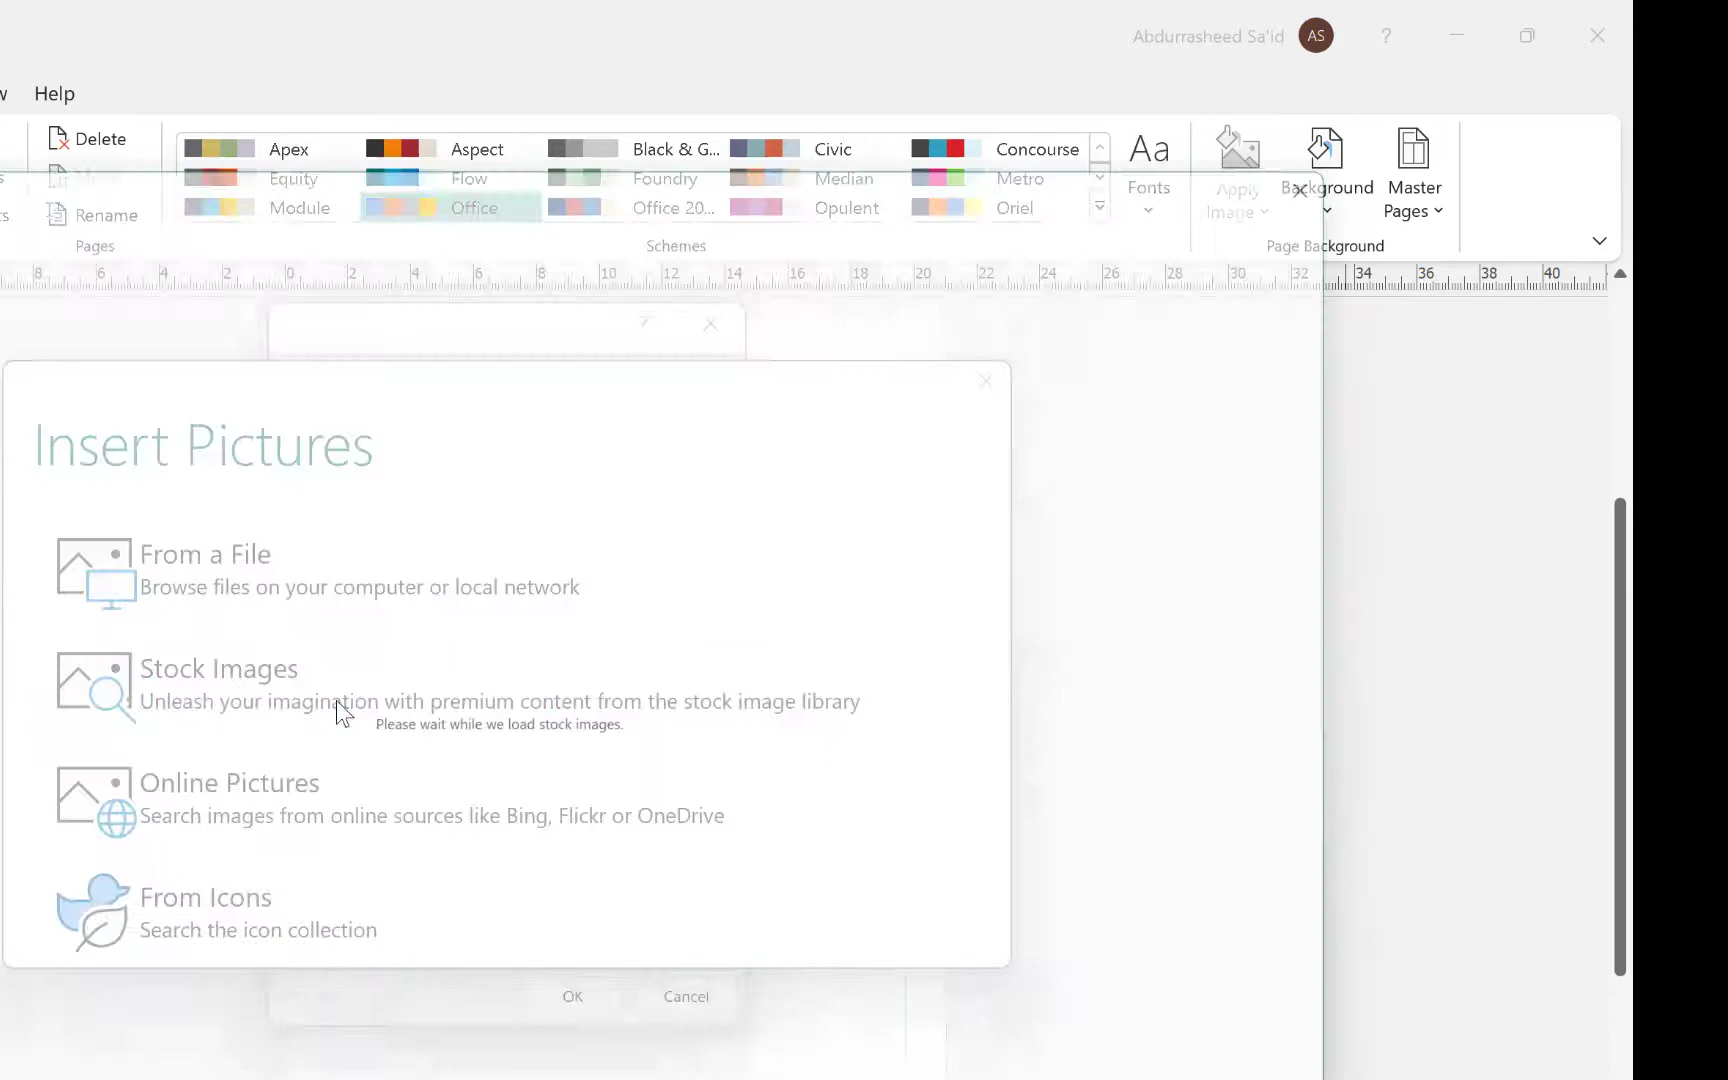 Abdurrasheed Sa'id AS ?
w Help
Delete
Rename
Pages
Apex Aspect Black & G... Civic Concourse
Equity Flow Foundry Median Metro
Module Office Office 20... Opulent Oriel
Schemes
Aa
Fonts
Apply
Image
Background
Master
Pages
Page Background
8 6 4 2 0 2 4 6 8 10 12 14 16 18 20 22 24 26 28 30 32 34 36 38 40
Insert Pictures
From a File
Browse files on your computer or local network
Stock Images
Unleash your imagination with premium content from the stock image library
Please wait while we load stock images.
Online Pictures
Search images from online sources like Bing, Flickr or OneDrive
From Icons
Search the icon collection
OK Cancel